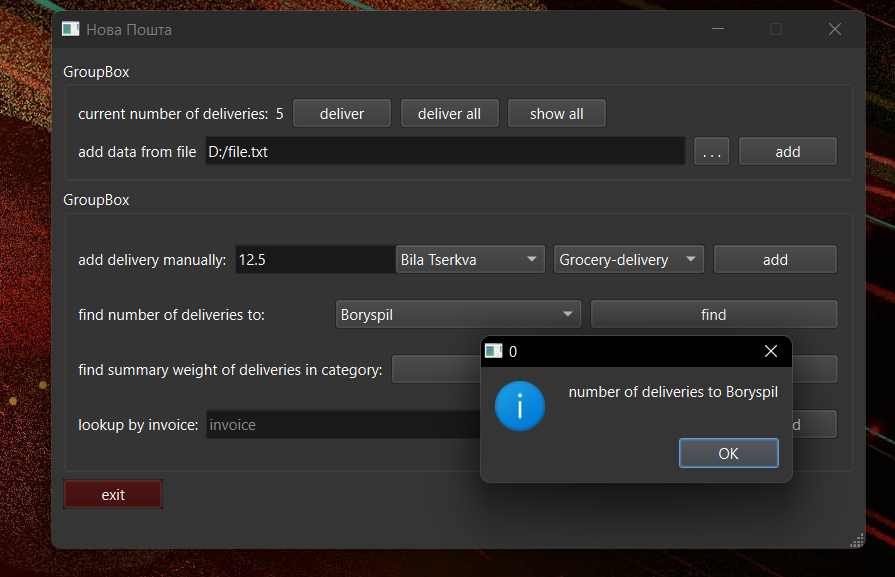 Нова Пошта
GroupBox
current number of deliveries: 5 deliver deliver all show all
add data from file D:/file.txt ... add
GroupBox
add delivery manually: 12.5 Bila Tserkva Grocery-delivery add
find number of deliveries to: Boryspil find
find summary weight of deliveries in category:
lookup by invoice: invoice d
exit
0
number of deliveries to Boryspil
OK